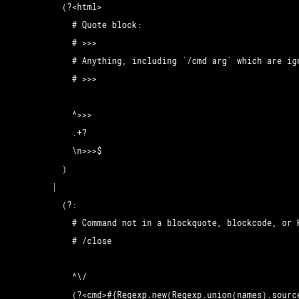 (?<html>
# Quote block:
# >>>
# Anything, including `/cmd arg` which are
# >>>
^>>>
.+?
\n>>>$
)
|
(?:
# Command not in a blockquote, blockcode, or
# /close
^\/
(?<cmd>#{Regexp.new(Regexp.union(names).source